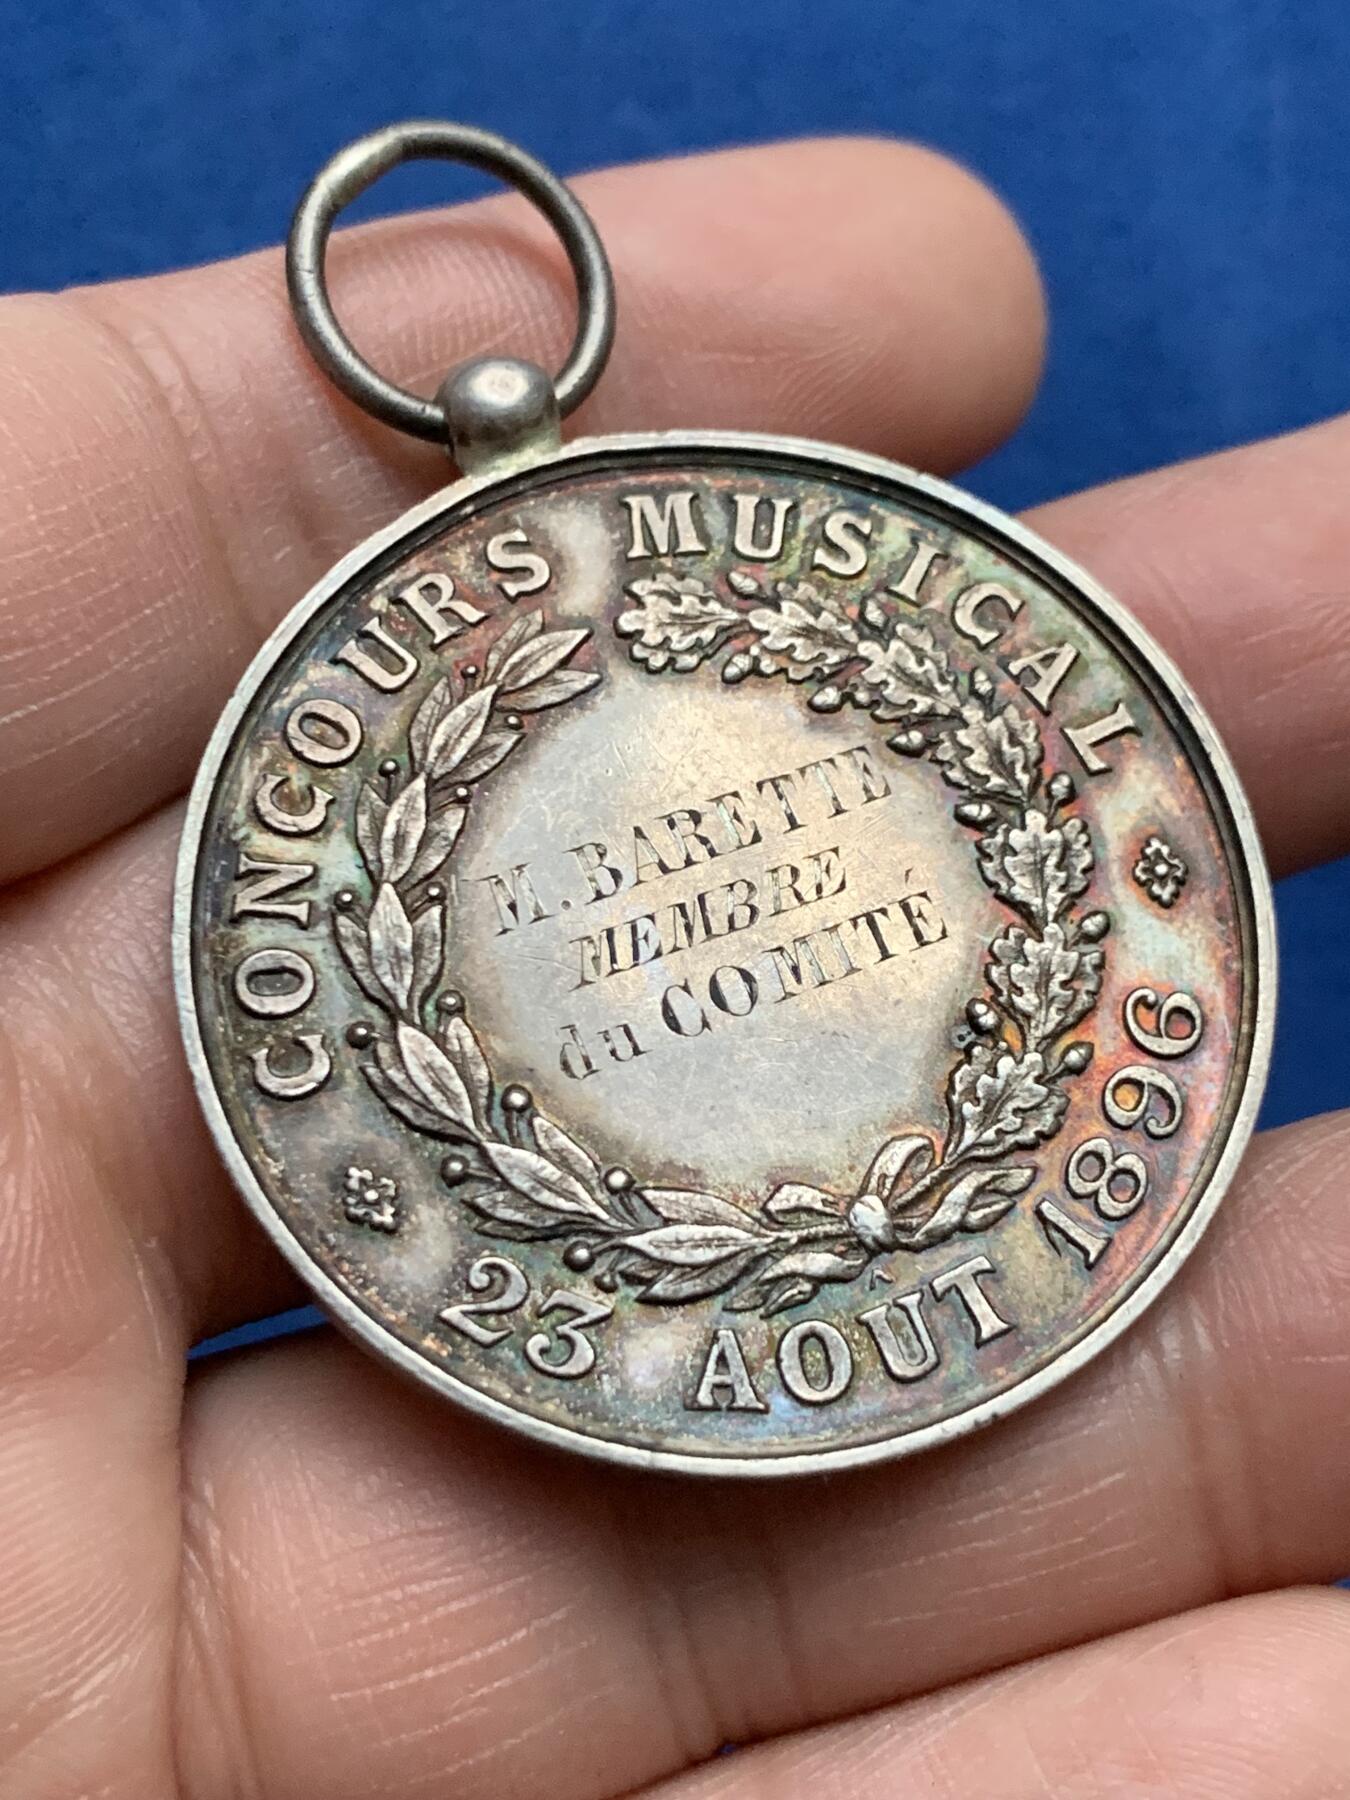 CONCOURS MUSICAL
M. BARETTE
MEMBRE
du COMITÉ
23 AOÛT 1896